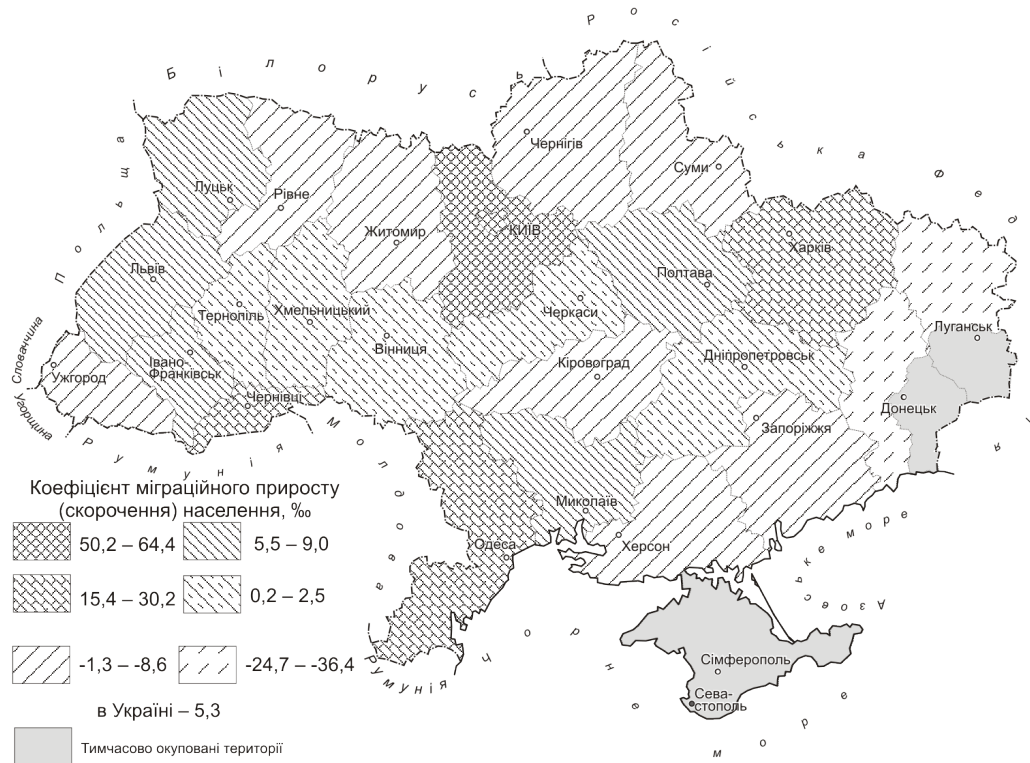 Російська Федерація
Білорусь
Польща
Словаччина
Угорщина
Румунія
Молдова
Румунія
Чорне море
Азовське море
Чернігів
Суми
Луцьк
Рівне
Житомир
КИЇВ
Харків
Львів
Полтава
Тернопіль
Хмельницький
Черкаси
Вінниця
Луганськ
Івано-
Франківськ
Кіровоград
Дніпропетровськ
Ужгород
Чернівці
Донецьк
Запоріжжя
Миколаїв
Одеса
Херсон
Сімферополь
Сева-
стополь
Коефіцієнт міграційного приросту
(скорочення) населення, ‰
50,2 – 64,4
5,5 – 9,0
15,4 – 30,2
0,2 – 2,5
-1,3 – -8,6
-24,7 – -36,4
в Україні – 5,3
Тимчасово окуповані території